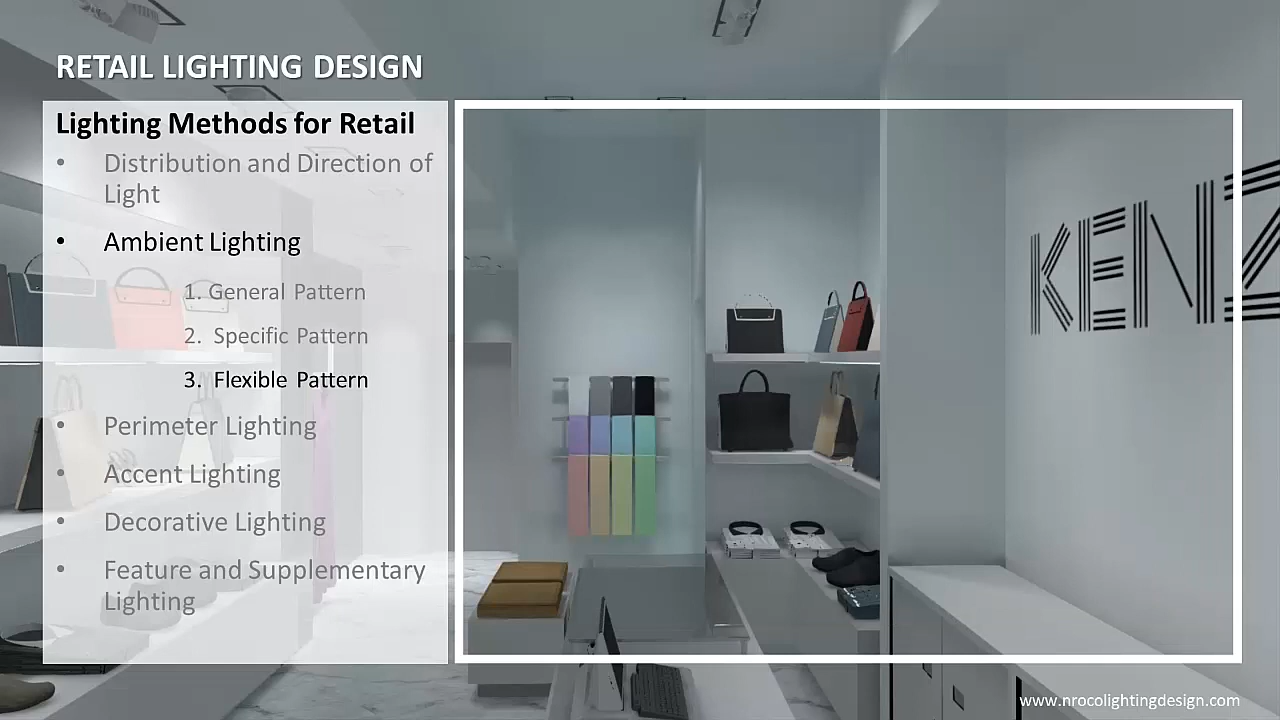 RETAIL LIGHTING DESIGN
Lighting Methods for Retail
• Distribution and Direction of
Light
• Ambient Lighting
1. General Pattern
2. Specific Pattern
3. Flexible Pattern
• Perimeter Lighting
• Accent Lighting
• Decorative Lighting
• Feature and Supplementary
Lighting
KENZ
www.nrocolightingdesign.com